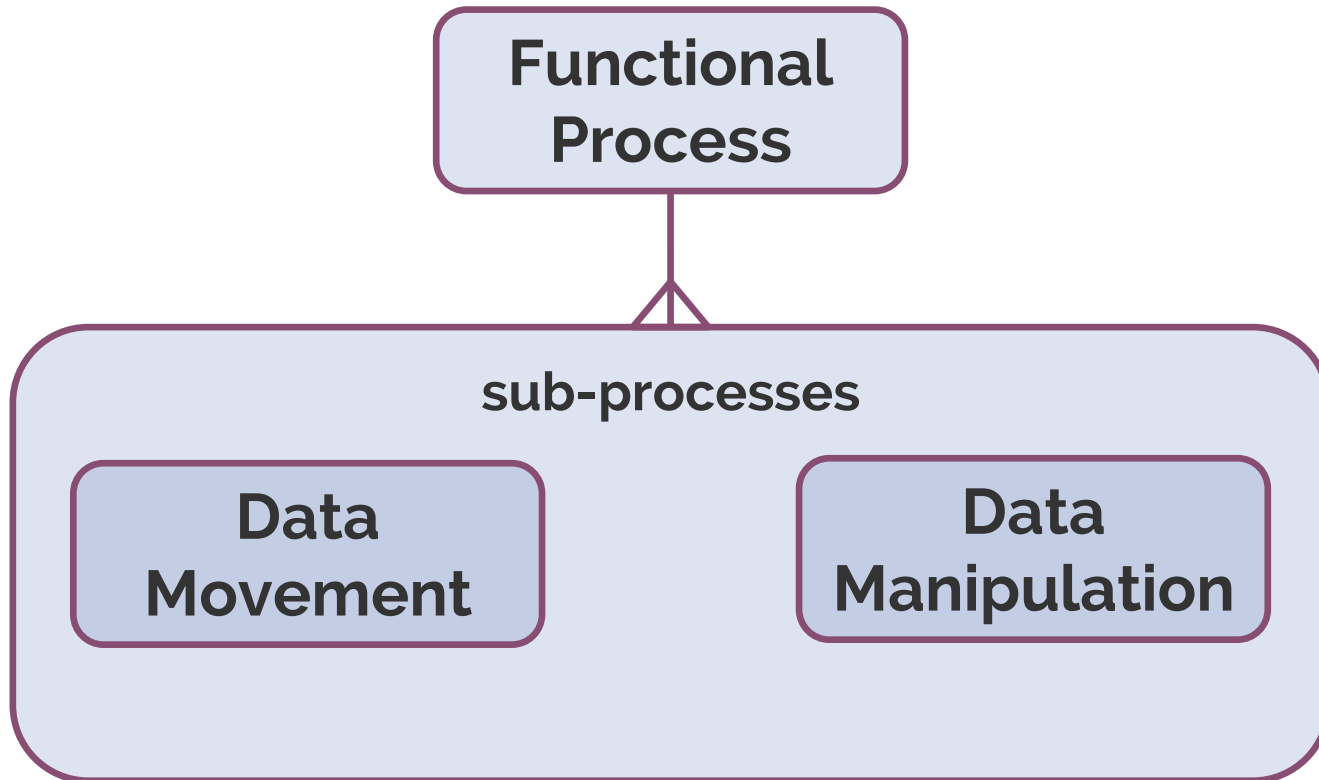 Functional
Process
sub-processes
Data
Movement
Data
Manipulation